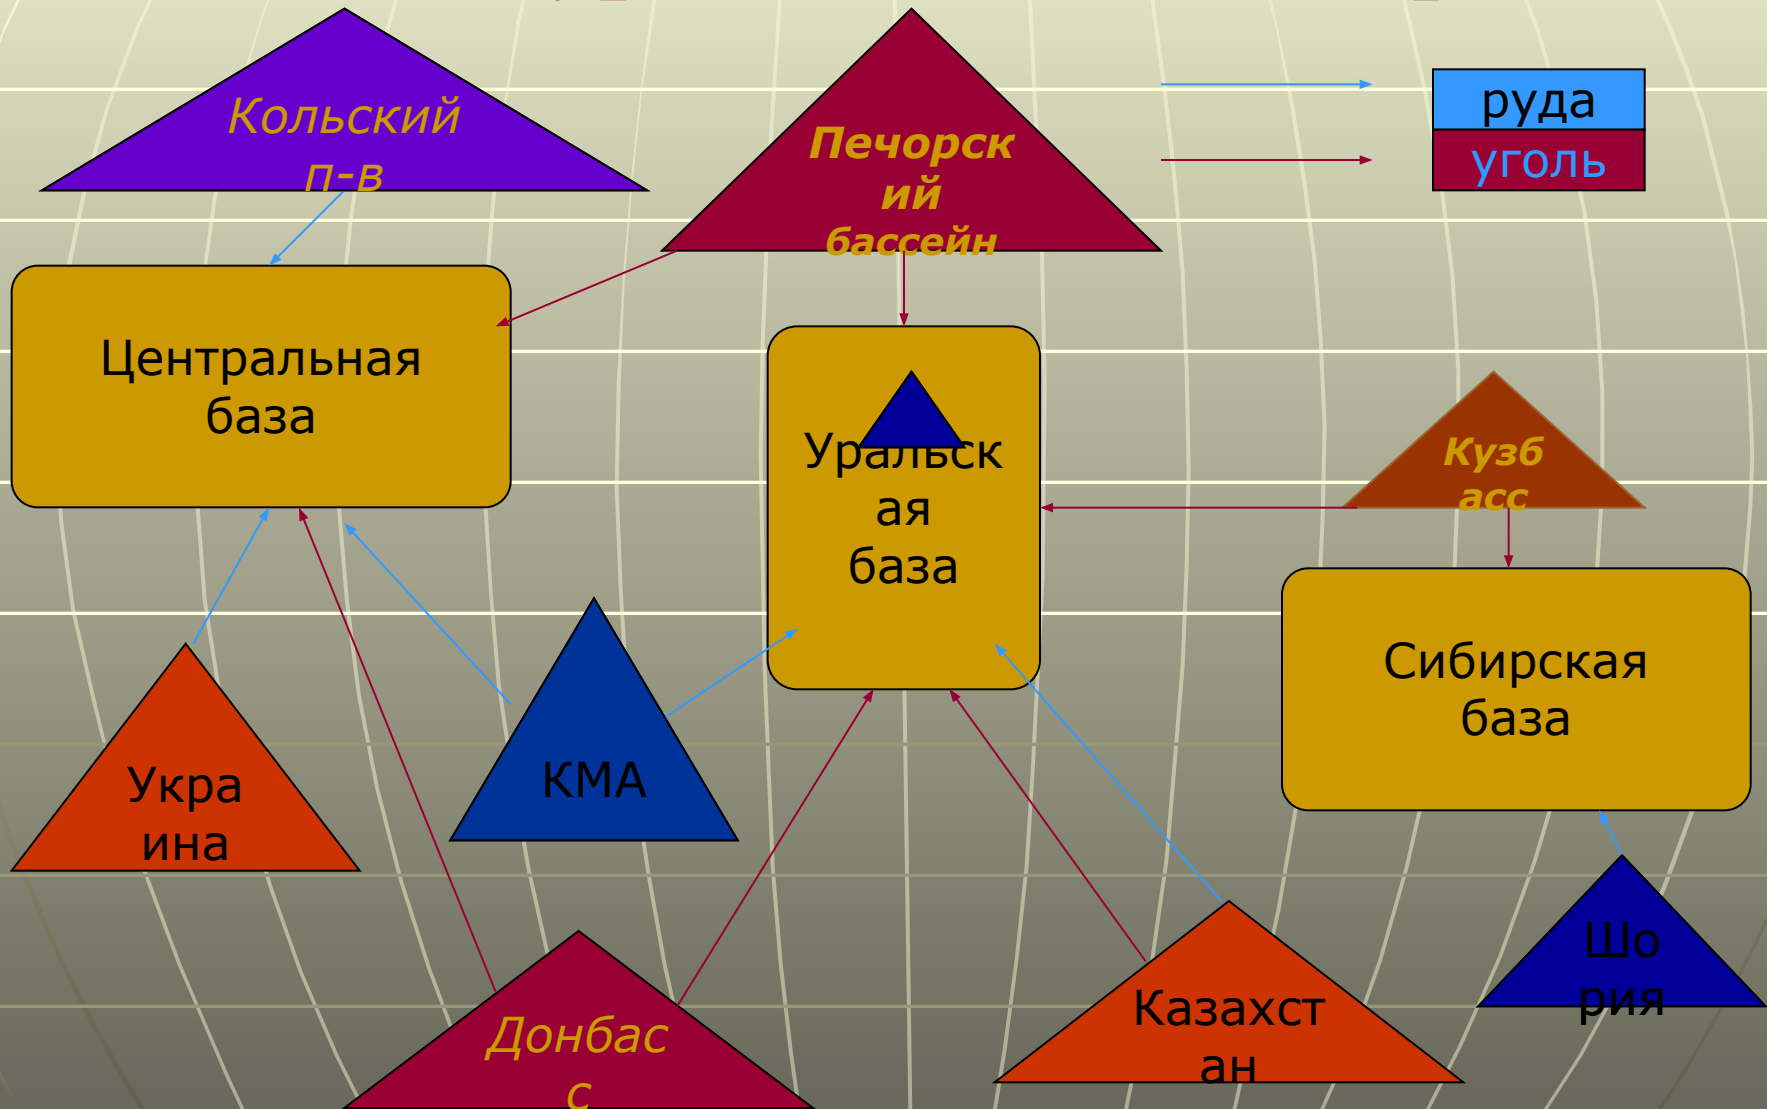 Кольский
п-в
Печорск
ий
бассейн
руда
уголь
Центральная
база
Уральск
ая
база
Кузб
асс
Сибирская
база
Укра
ина
КМА
Шо
рия
Казахст
ан
Донбас
с